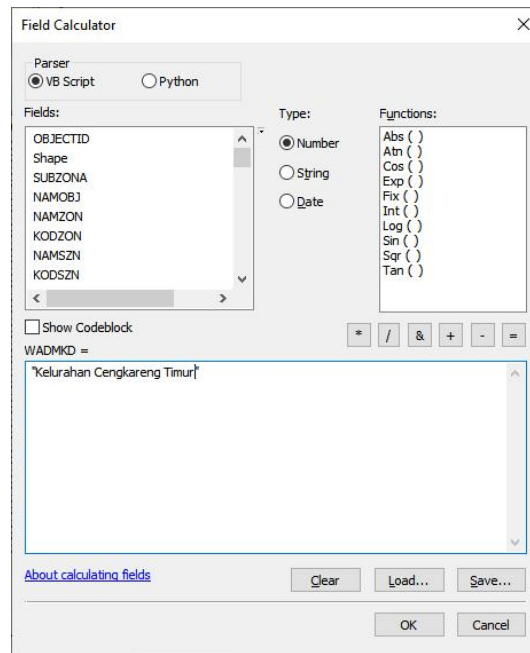 Field Calculator
Parser
VB Script Python
Fields: Type: Functions:
OBJECTID
Shape
SUBZONA
NAMOBJ
NAMZON
KODZON
NAMSZN
KODSZN
Number
String
Date
Abs ( )
Atn ( )
Cos ( )
Exp ( )
Fix ( )
Int ( )
Log ( )
Sin ( )
Sqr ( )
Tan ( )
Show Codeblock
* / & + - =
WADMKD =
"Kelurahan Cengkareng Timur"
About calculating fields Clear Load... Save...
OK Cancel